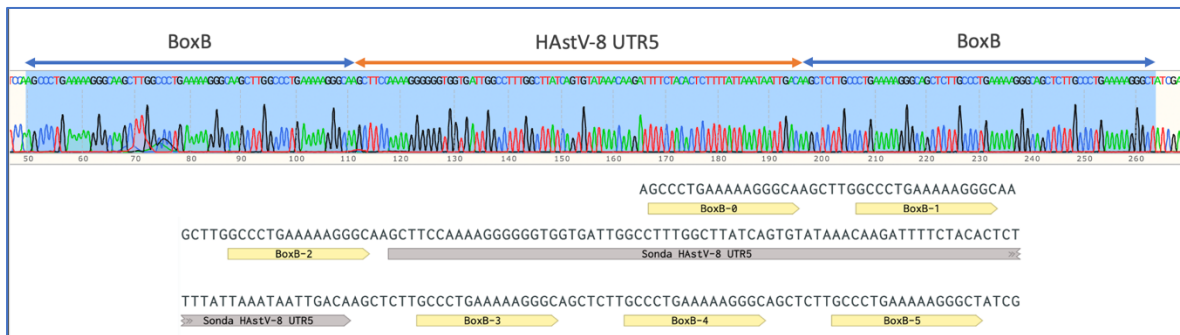 BoxB HAstV-8 UTR5 BoxB
TCCAAGCCCTGAAAAAGGGCAAGCTTGGCCCTGAAAAAGGGCAAGCTTGGCCCTGAAAAAGGGCAAGCTTCCAAAAGGGGGGTGGTGATTGGCCTTTGGCTTATCAGTGTATAAACAAGATTTTCTACACTCTTTTATTAAATAATTGACAAGCTCTTGCCCTGAAAAAGGGCAGCTCTTGCCCTGAAAAAGGGCAGCTCTTGCCCTGAAAAAGGGCTATCGA
50 60 70 80 90 100 110 120 130 140 150 160 170 180 190 200 210 220 230 240 250 260
AGCCCTGAAAAAGGGCAAGCTTGGCCCTGAAAAAGGGCAA
BoxB-0 BoxB-1
GCTTGGCCCTGAAAAAGGGCAAGCTTCCAAAAGGGGGGTGGTGATTGGCCTTTGGCTTATCAGTGTATAAACAAGATTTTCTACACTCT
BoxB-2 Sonda HAstV-8 UTR5
TTTATTAAATAATTGACAAGCTCTTGCCCTGAAAAAGGGCAGCTCTTGCCCTGAAAAAGGGCAGCTCTTGCCCTGAAAAAGGGCTATCG
Sonda HAstV-8 UTR5 BoxB-3 BoxB-4 BoxB-5